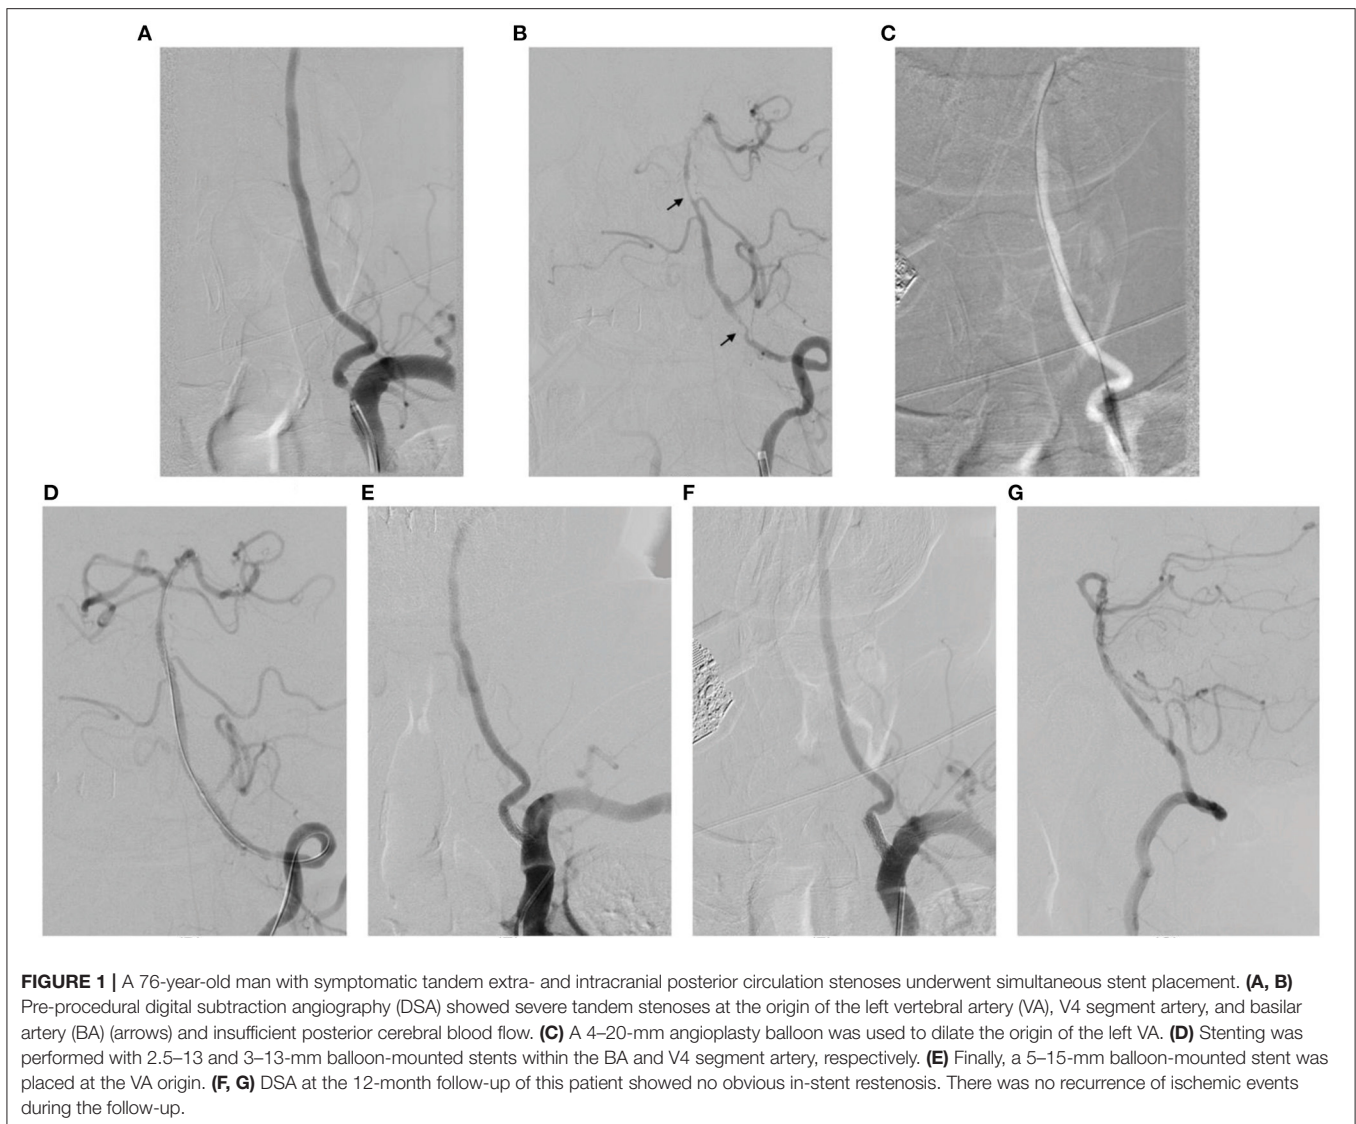 A
B
C
D
E
F
G
FIGURE 1 | A 76-year-old man with symptomatic tandem extra- and intracranial posterior circulation stenoses underwent simultaneous stent placement. (A, B)
Pre-procedural digital subtraction angiography (DSA) showed severe tandem stenoses at the origin of the left vertebral artery (VA), V4 segment artery, and basilar
artery (BA) (arrows) and insufficient posterior cerebral blood flow. (C) A 4–20-mm angioplasty balloon was used to dilate the origin of the left VA. (D) Stenting was
performed with 2.5–13 and 3–13-mm balloon-mounted stents within the BA and V4 segment artery, respectively. (E) Finally, a 5–15-mm balloon-mounted stent was
placed at the VA origin. (F, G) DSA at the 12-month follow-up of this patient showed no obvious in-stent restenosis. There was no recurrence of ischemic events
during the follow-up.